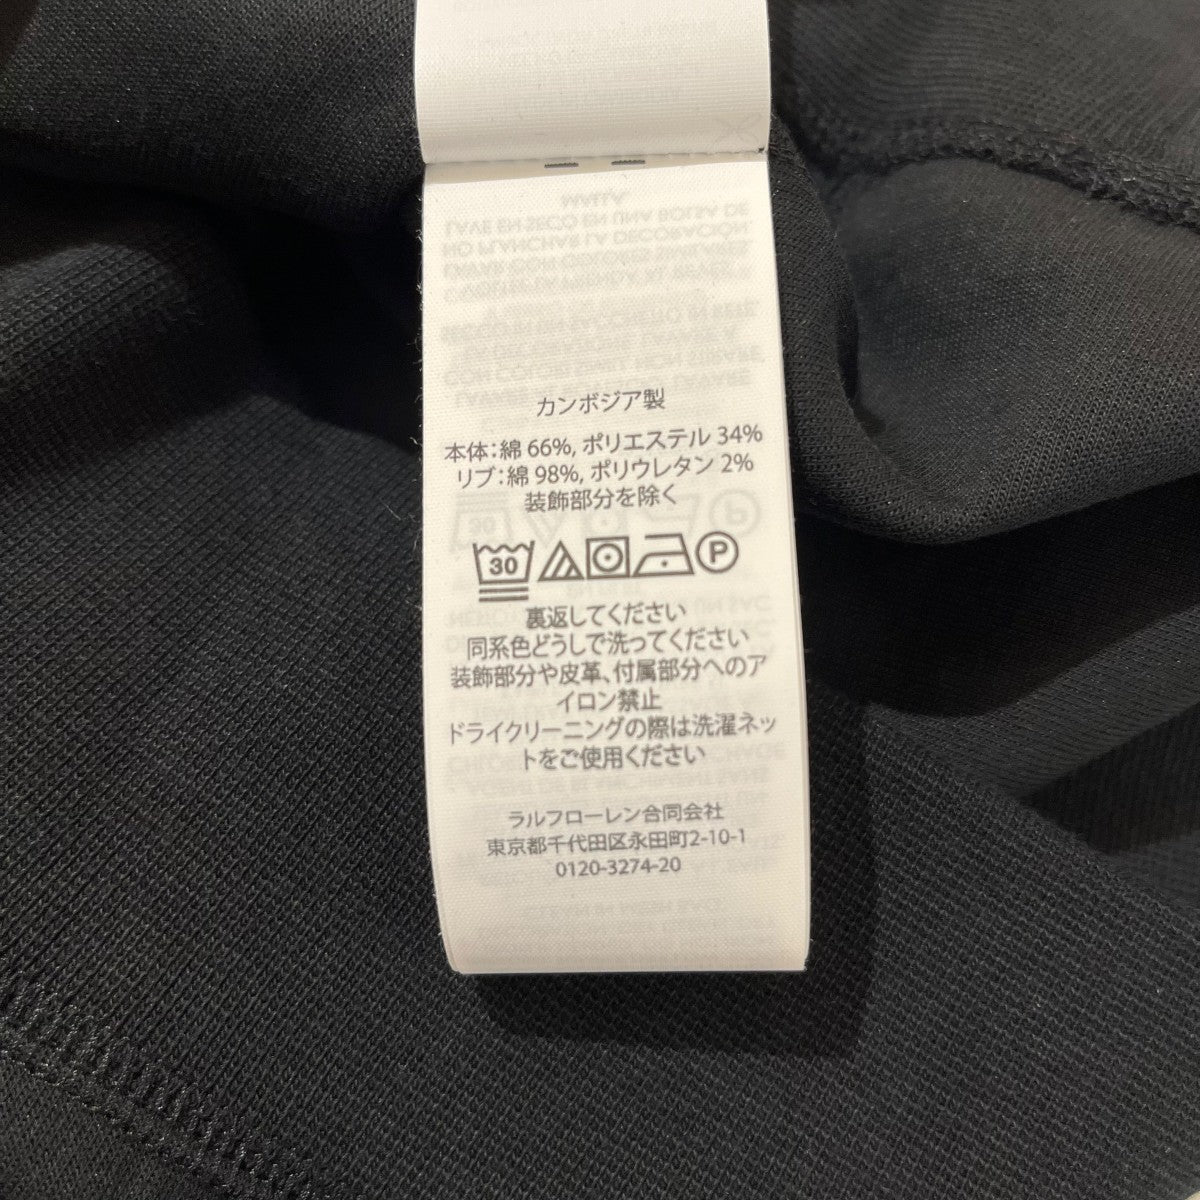 カンボジア製
本体：綿 66%, ポリエステル 34%
リブ：綿 98%, ポリウレタン 2%
装飾部分を除く
30 P
裏返してください
同系色どうしで洗ってください
装飾部分や皮革、付属部分へのア
イロン禁止
ドライクリーニングの際は洗濯ネッ
トをご使用ください
ラルフローレン合同会社
東京都千代田区永田町2-10-1
0120-3274-20